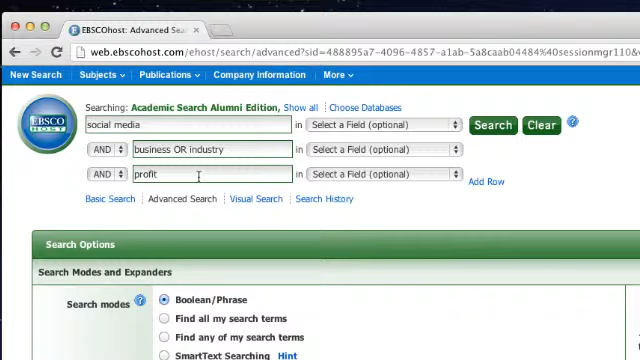 EBSCOhost: Advanced Sea
web.ebscohost.com/ehost/search/advanced?sid=488895a7-4096-4857-a1ab-5a8caab04484%40sessionmgr110&
New Search Subjects Publications Company Information More
Searching: Academic Search Alumni Edition, Show all Choose Databases
EBSCO HOST
social media in Select a Field (optional) Search Clear ?
AND business OR industry in Select a Field (optional)
AND profit in Select a Field (optional) Add Row
Basic Search Advanced Search Visual Search Search History
Search Options
Search Modes and Expanders
Search modes ? Boolean/Phrase
Find all my search terms
Find any of my search terms
SmartText Searching Hint